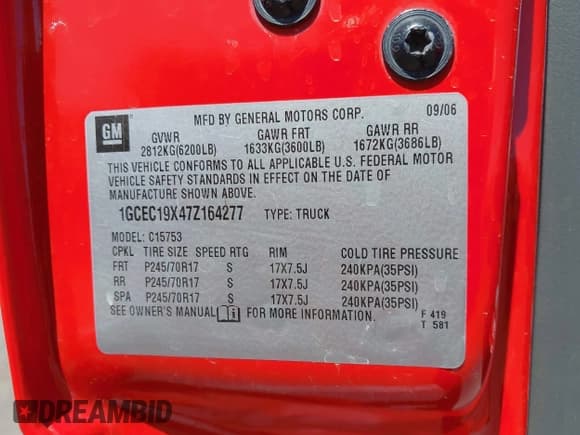 MFD BY GENERAL MOTORS CORP. 09/06
GM
GVWR GAWR FRT GAWR RR
2812KG(6200LB) 1633KG(3600LB) 1672KG(3686LB)
THIS VEHICLE CONFORMS TO ALL APPLICABLE U.S. FEDERAL MOTOR
VEHICLE SAFETY STANDARDS IN EFFECT ON THE DATE OF
MANUFACTURE SHOWN ABOVE.
1GCEC19X47Z164277 TYPE: TRUCK
MODEL: C15753
CPKL TIRE SIZE SPEED RTG RIM COLD TIRE PRESSURE
FRT P245/70R17 S 17X7.5J 240KPA(35PSI)
RR P245/70R17 S 17X7.5J 240KPA(35PSI)
SPA P245/70R17 S 17X7.5J 240KPA(35PSI)
SEE OWNER'S MANUAL FOR MORE INFORMATION.
F 419
T 581
DREAMBID